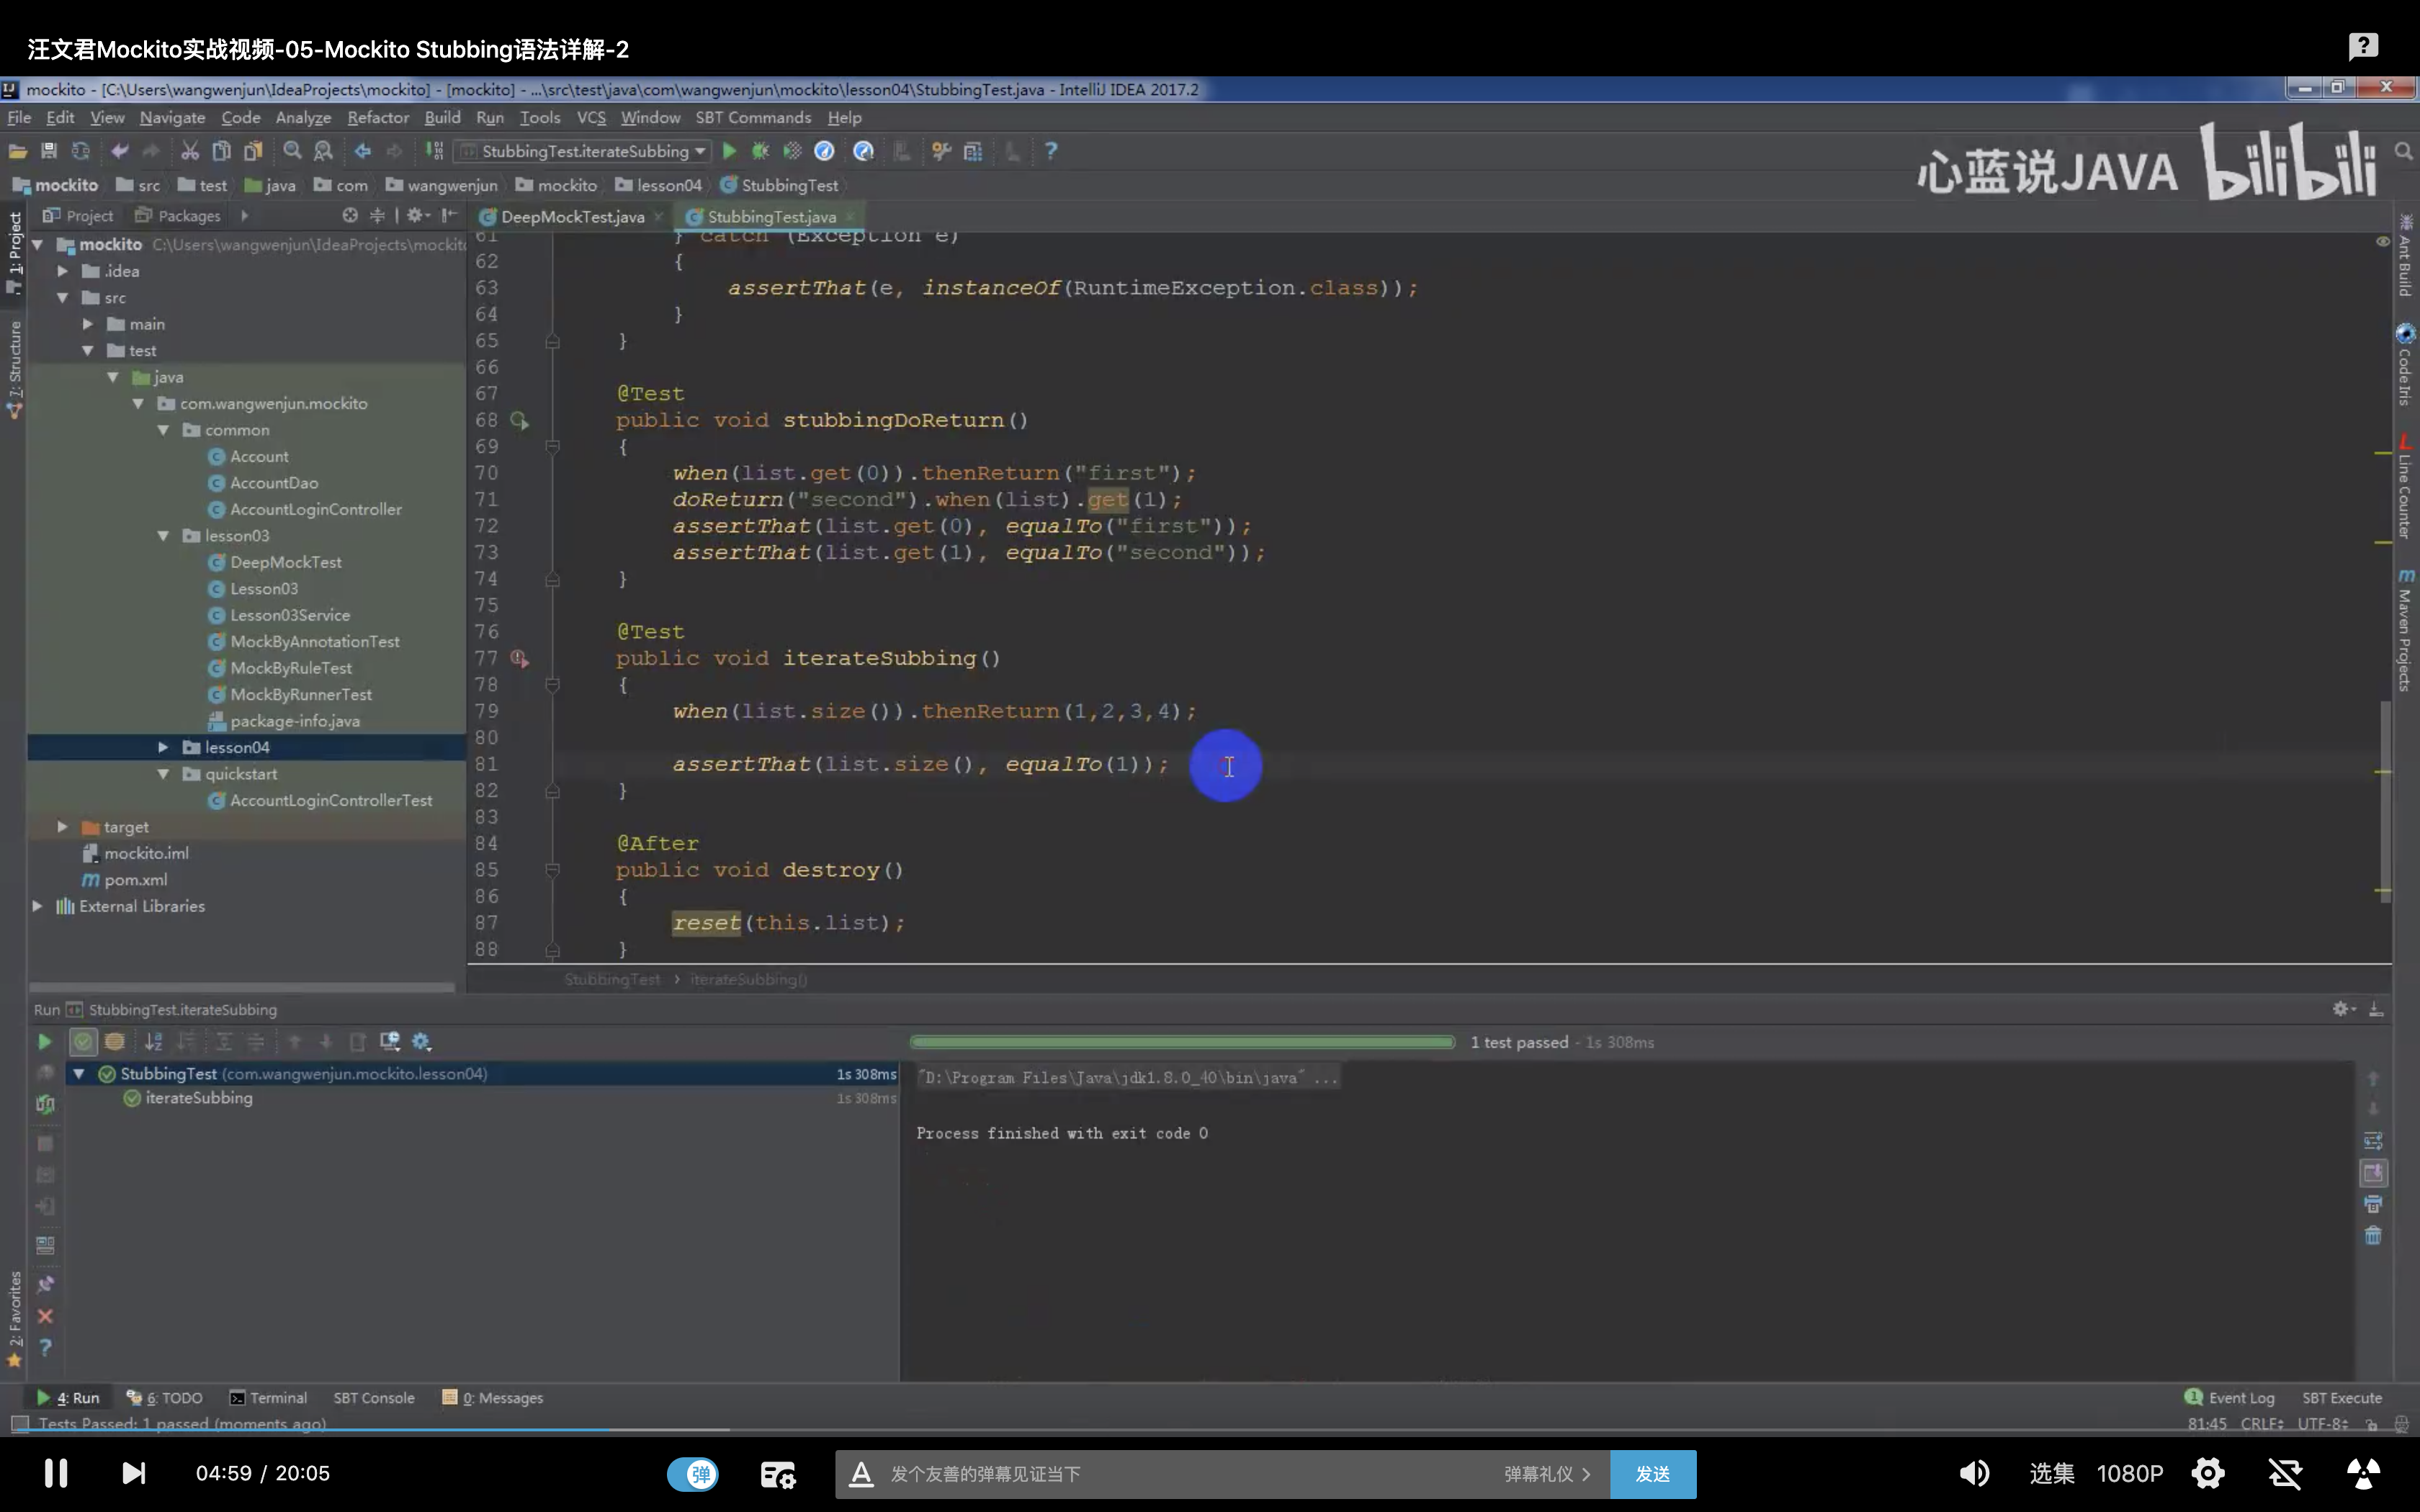 汪文君Mockito实战视频-05-Mockito Stubbing语法详解-2
mockito - [C:\Users\wangwenjun\IdeaProjects\mockito] - [mockito] - ...\src\test\java\com\wangwenjun\mockito\lesson04\StubbingTest.java - IntelliJ IDEA 2017.2
File Edit View Navigate Code Analyze Refactor Build Run Tools VCS Window SBT Commands Help
StubbingTest.iterateSubbing
心蓝说JAVA bilibili
mockito src test java com wangwenjun mockito lesson04 StubbingTest
Project Packages
DeepMockTest.java StubbingTest.java
1: Project
7: Structure
2: Favorites
mockito C:\Users\wangwenjun\IdeaProjects\mockito
.idea
src
main
test
java
com.wangwenjun.mockito
common
Account
AccountDao
AccountLoginController
lesson03
DeepMockTest
Lesson03
Lesson03Service
MockByAnnotationTest
MockByRuleTest
MockByRunnerTest
package-info.java
lesson04
quickstart
AccountLoginControllerTest
target
mockito.iml
pom.xml
External Libraries
61 } catch (Exception e)
62 {
63 assertThat(e, instanceOf(RuntimeException.class));
64 }
65 }
66
67 @Test
68 public void stubbingDoReturn()
69 {
70 when(list.get(0)).thenReturn("first");
71 doReturn("second").when(list).get(1);
72 assertThat(list.get(0), equalTo("first"));
73 assertThat(list.get(1), equalTo("second"));
74 }
75
76 @Test
77 public void iterateSubbing()
78 {
79 when(list.size()).thenReturn(1,2,3,4);
80
81 assertThat(list.size(), equalTo(1));
82 }
83
84 @After
85 public void destroy()
86 {
87 reset(this.list);
88 }
StubbingTest › iterateSubbing()
Ant Build
Code Iris
Line Counter
Maven Projects
Run StubbingTest.iterateSubbing
1 test passed - 1s 308ms
StubbingTest (com.wangwenjun.mockito.lesson04) 1s 308ms
iterateSubbing 1s 308ms
"D:\Program Files\Java\jdk1.8.0_40\bin\java" ...
Process finished with exit code 0
4: Run 6: TODO Terminal SBT Console 0: Messages
1 Event Log SBT Execute
Tests Passed: 1 passed (moments ago)
81:45 CRLF UTF-8
04:59 / 20:05
弹
发个友善的弹幕见证当下
弹幕礼仪 >
发送
选集 1080P